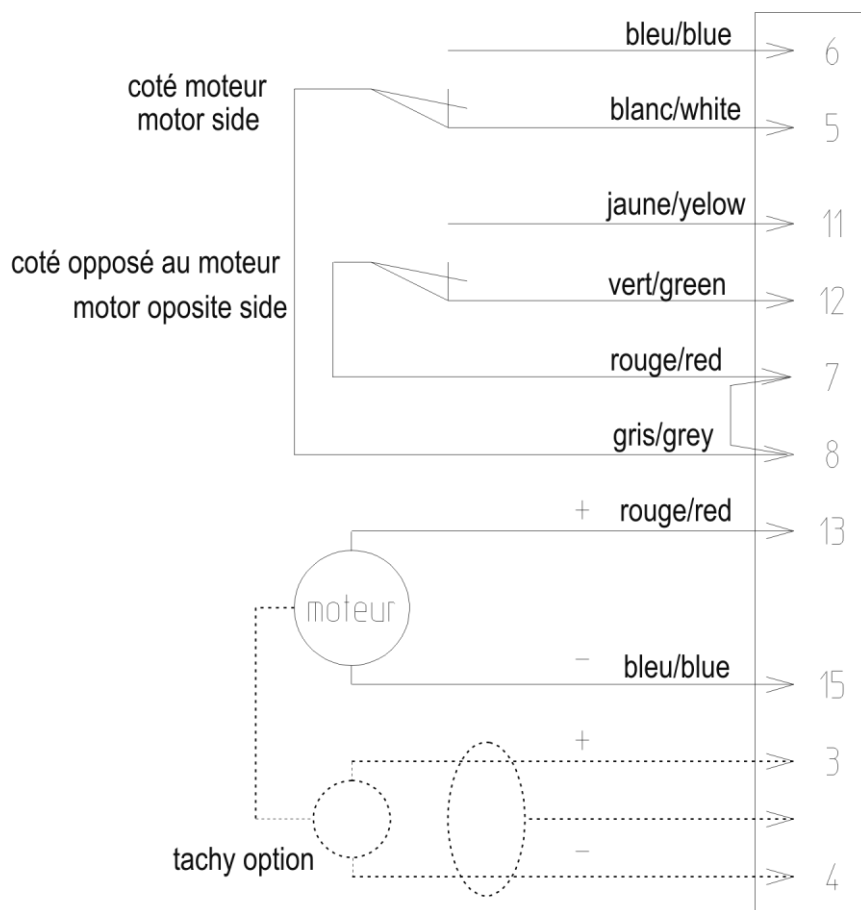 bleu/blue
6
coté moteur
motor side
blanc/white
5
jaune/yelow
11
coté opposé au moteur
motor oposite side
vert/green
12
rouge/red
7
gris/grey
8
+
rouge/red
13
moteur
−
bleu/blue
15
+
3
tachy option
−
4